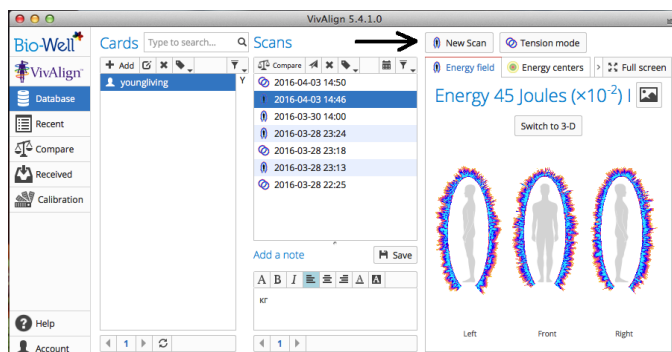 VivAlign 5.4.1.0
Bio-Well
VivAlign
Database
Recent
Compare
Received
Calibration
Help
Account
Cards
Type to search...
Add
youngliving
Y
1
Scans
Compare
2016-04-03 14:50
2016-04-03 14:46
2016-03-30 14:00
2016-03-28 23:24
2016-03-28 23:18
2016-03-28 23:13
2016-03-28 22:25
Add a note
Save
A B I A A
кг
1
New Scan
Tension mode
Energy field
Energy centers
> Full screen
Energy 45 Joules (×10⁻²) |
Switch to 3-D
Left Front Right